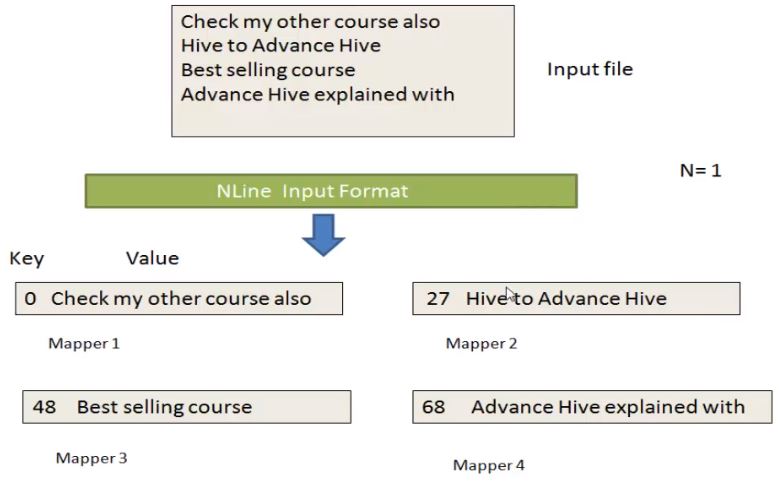 Check my other course also
Hive to Advance Hive
Best selling course
Advance Hive explained with
Input file
N= 1
NLine Input Format
Key Value
0 Check my other course also
27 Hive to Advance Hive
Mapper 1
Mapper 2
48 Best selling course
68 Advance Hive explained with
Mapper 3
Mapper 4